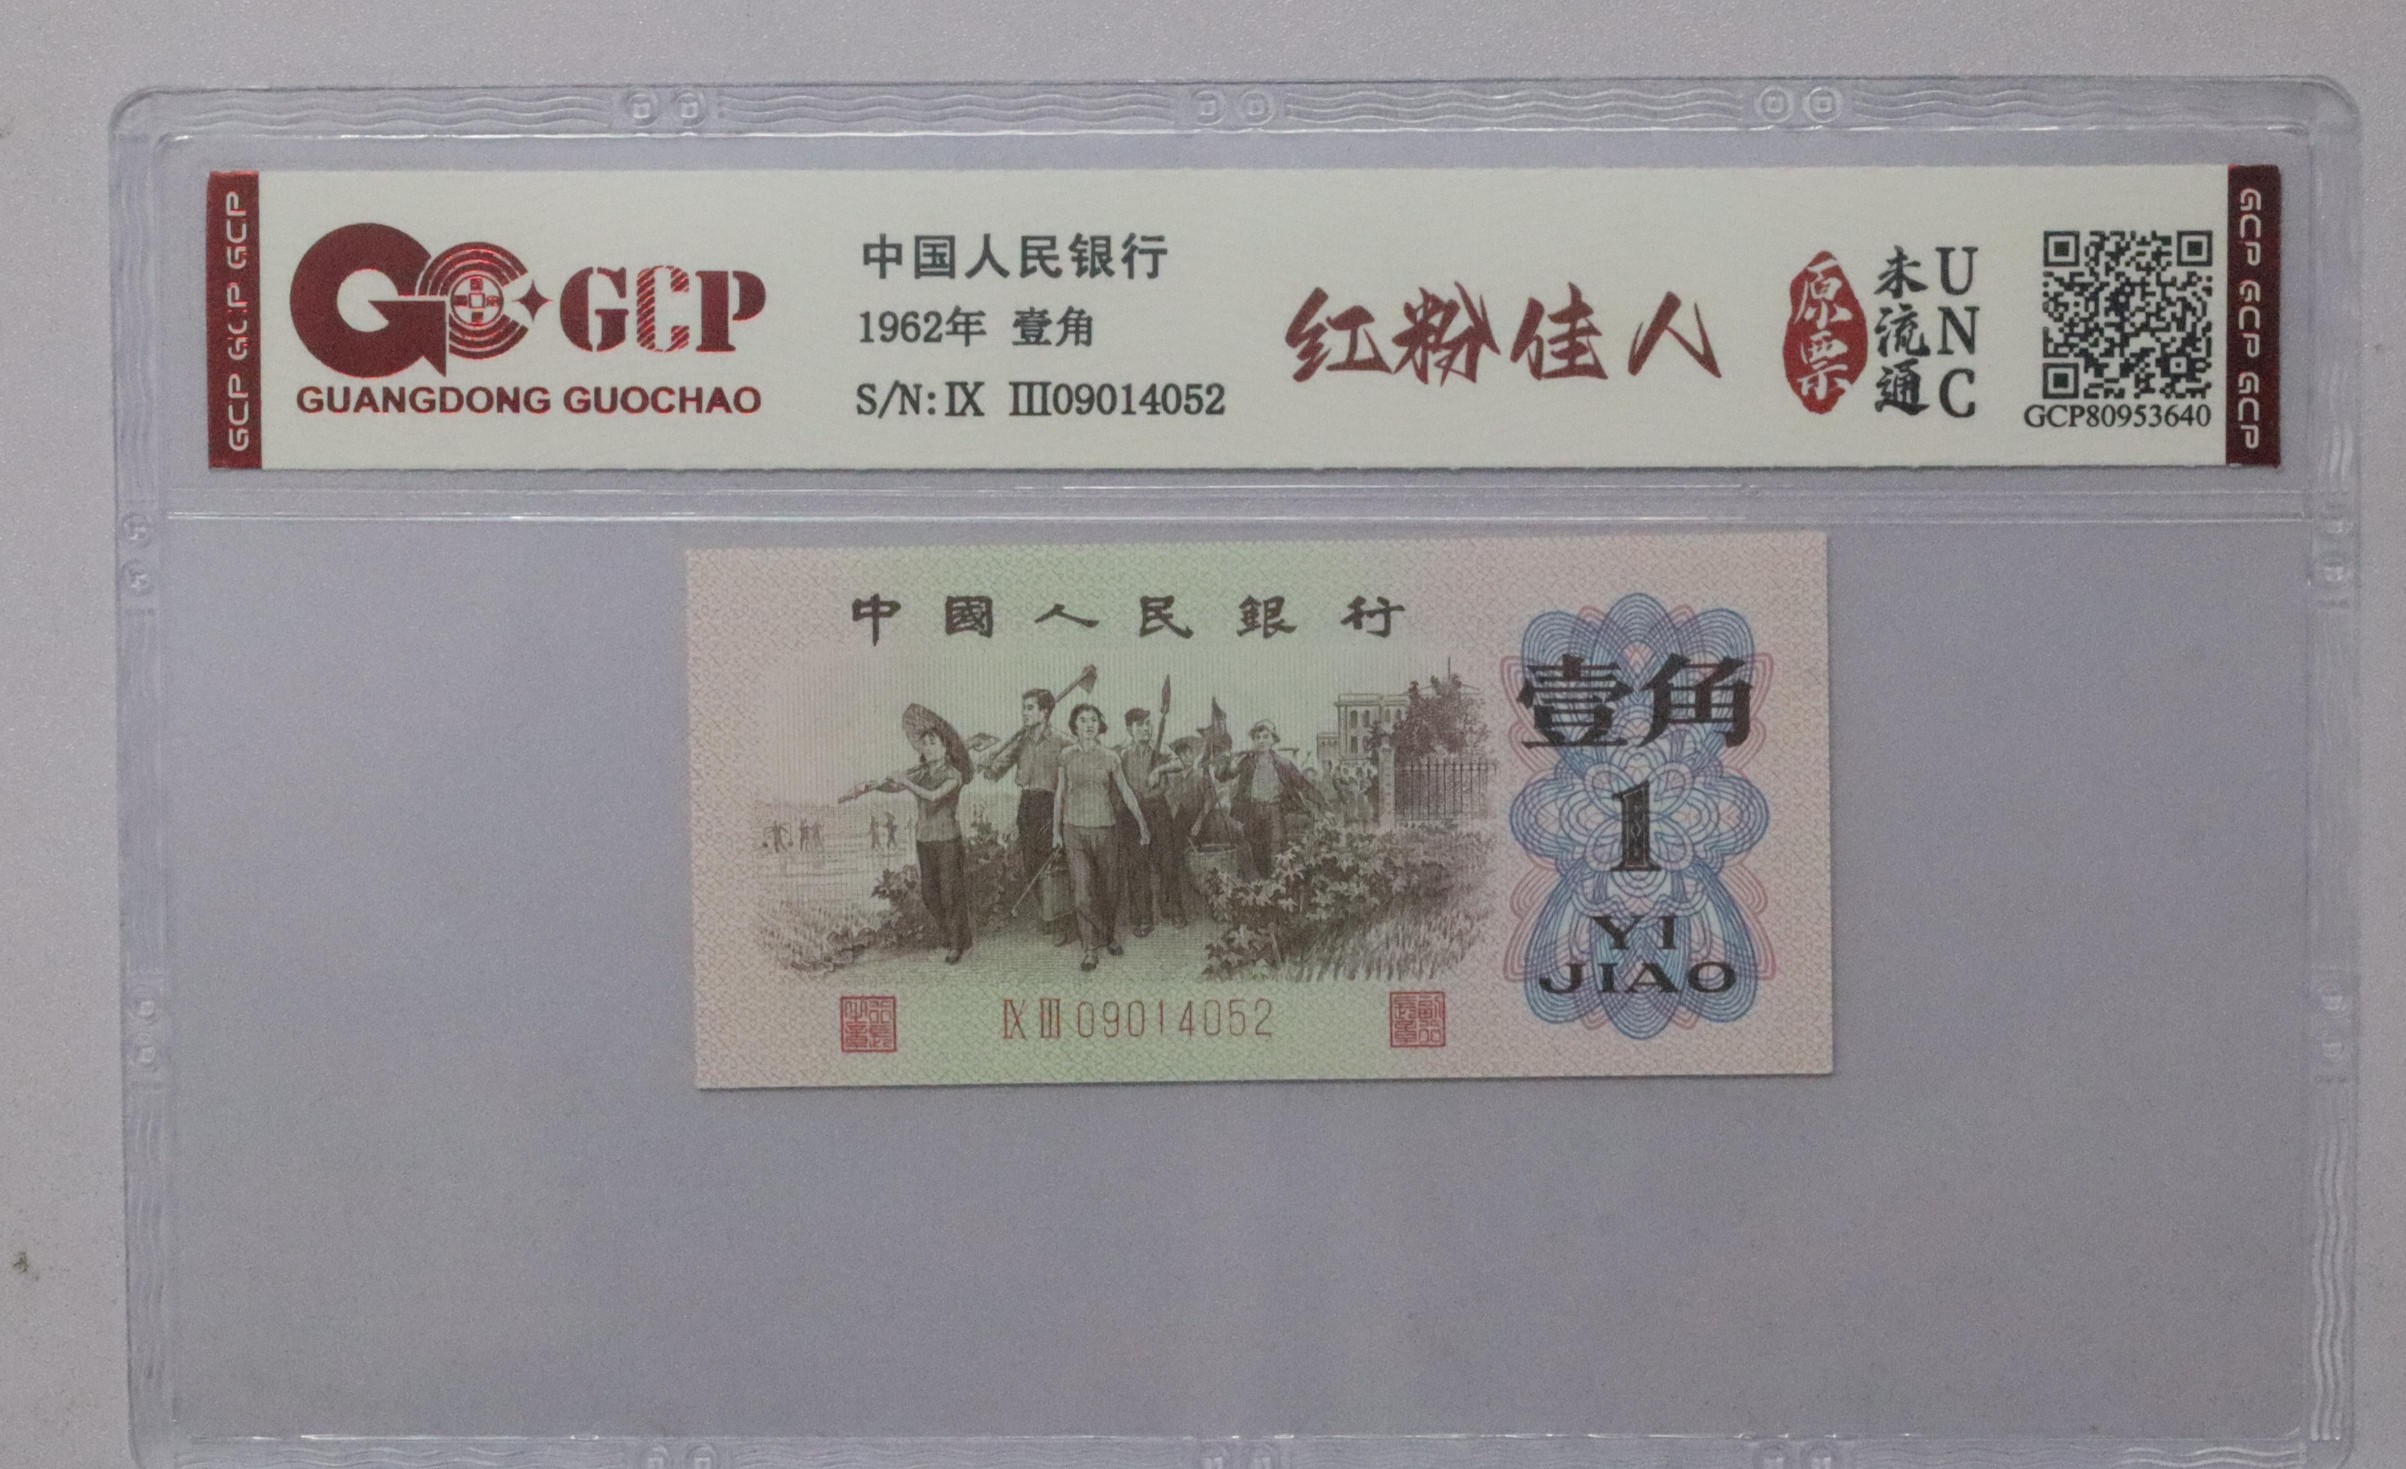 GCP GCP GCP
GCP
GUANGDONG GUOCHAO
中国人民银行
1962年 壹角
S/N: Ⅸ Ⅲ09014052
红粉佳人
原票
未流通
UNC
GCP80953640
GCP GCP GCP
中國人民銀行
壹角
1
YI
JIAO
Ⅸ Ⅲ 09014052